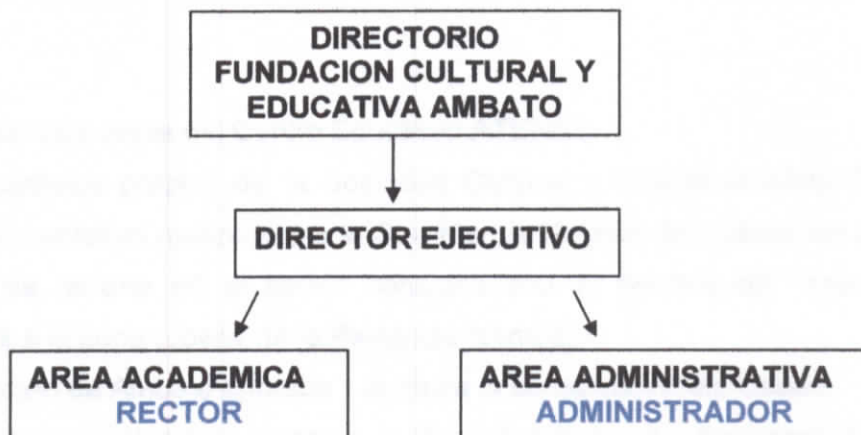 DIRECTORIO
FUNDACION CULTURAL Y
EDUCATIVA AMBATO
DIRECTOR EJECUTIVO
AREA ACADEMICA
RECTOR
AREA ADMINISTRATIVA
ADMINISTRADOR